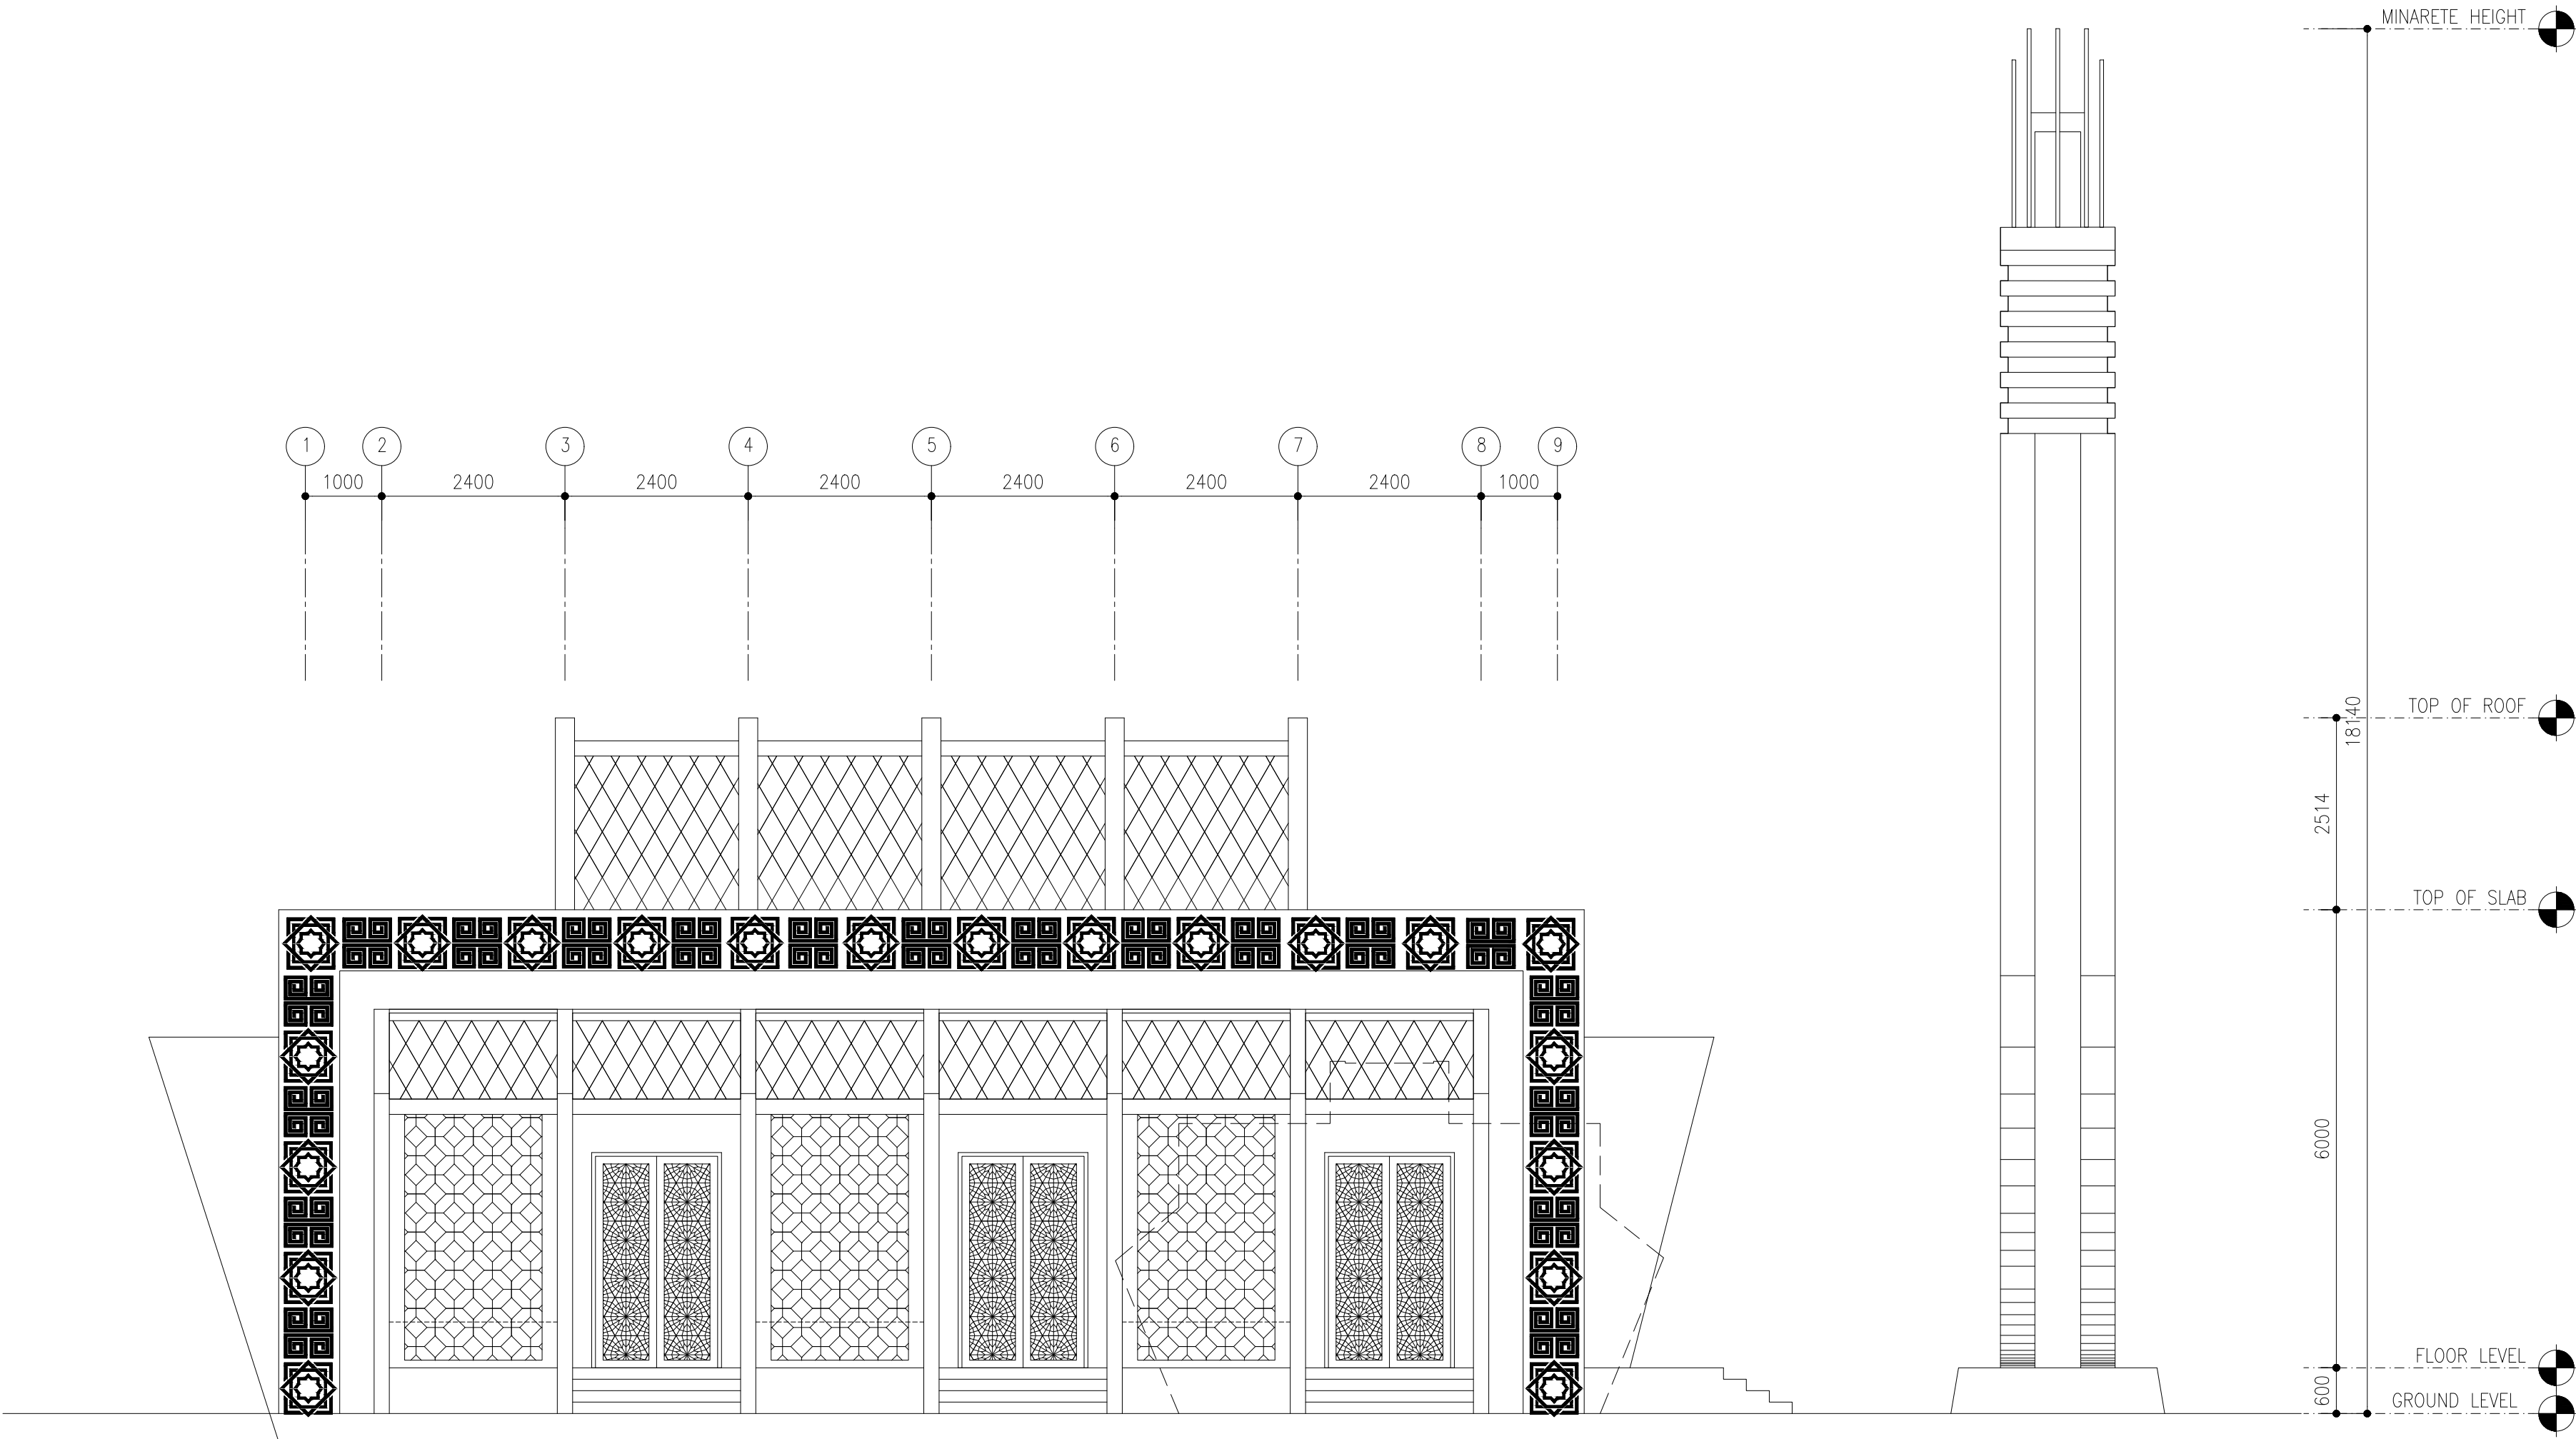 MINARETE HEIGHT
1 2 3 4 5 6 7 8 9
1000 2400 2400 2400 2400 2400 2400 1000
TOP OF ROOF
18140
2514
TOP OF SLAB
6000
FLOOR LEVEL
600
GROUND LEVEL